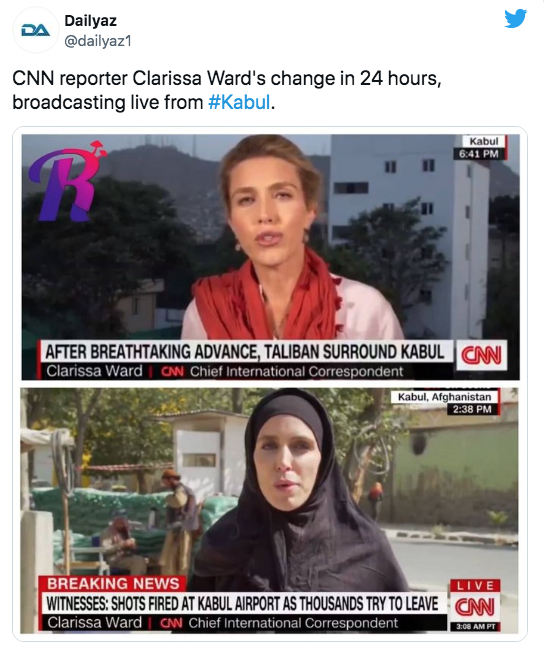 DA
Dailyaz
@dailyaz1
CNN reporter Clarissa Ward's change in 24 hours,
broadcasting live from #Kabul.
R
Kabul
6:41 PM
AFTER BREATHTAKING ADVANCE, TALIBAN SURROUND KABUL
CNN
Clarissa Ward | CNN Chief International Correspondent
Kabul, Afghanistan
2:38 PM
BREAKING NEWS
LIVE
WITNESSES: SHOTS FIRED AT KABUL AIRPORT AS THOUSANDS TRY TO LEAVE
CNN
Clarissa Ward | CNN Chief International Correspondent
3:08 AM PT